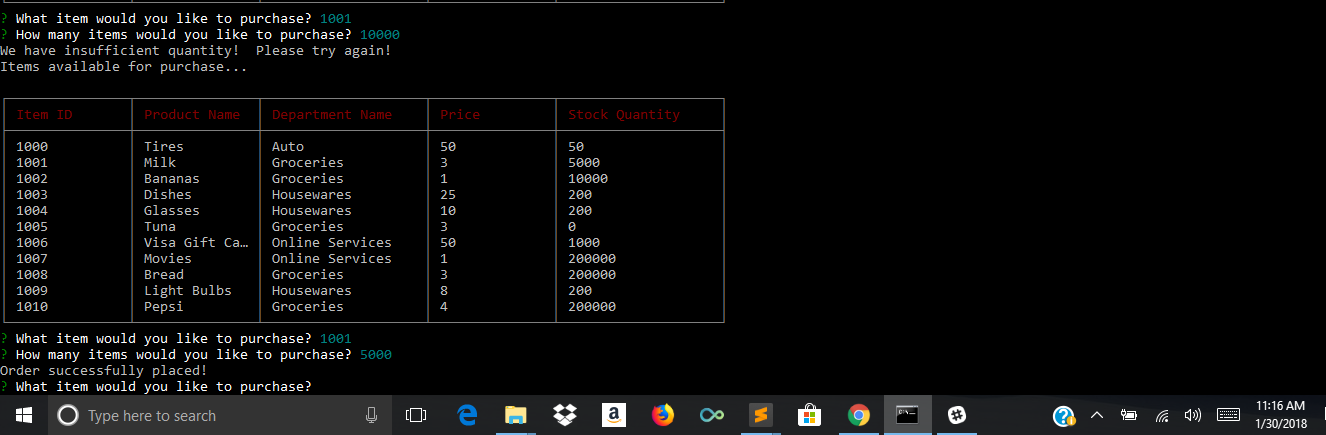 ? What item would you like to purchase? 1001
? How many items would you like to purchase? 10000
We have insufficient quantity!  Please try again!
Items available for purchase...
Item ID Product Name Department Name Price Stock Quantity
1000 Tires Auto 50 50
1001 Milk Groceries 3 5000
1002 Bananas Groceries 1 10000
1003 Dishes Housewares 25 200
1004 Glasses Housewares 10 200
1005 Tuna Groceries 3 0
1006 Visa Gift Ca… Online Services 50 1000
1007 Movies Online Services 1 200000
1008 Bread Groceries 3 200000
1009 Light Bulbs Housewares 8 200
1010 Pepsi Groceries 4 200000
? What item would you like to purchase? 1001
? How many items would you like to purchase? 5000
Order successfully placed!
? What item would you like to purchase?
Type here to search
11:16 AM
1/30/2018